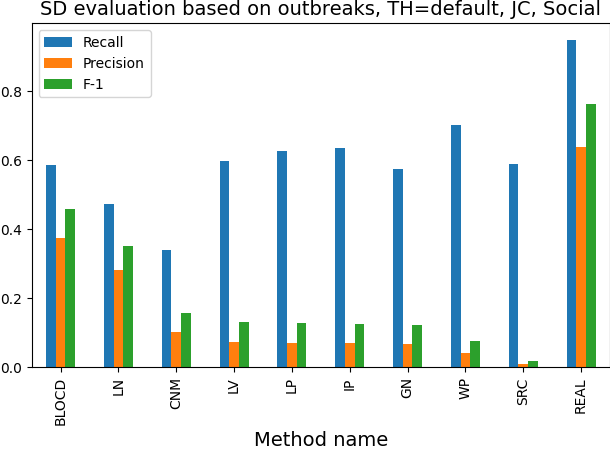 SD evaluation based on outbreaks, TH=default, JC, Social
Recall
Precision
F-1
0.8
0.6
0.4
0.2
0.0
BLOCD
LN
CNM
LV
LP
IP
GN
WP
SRC
REAL
Method name